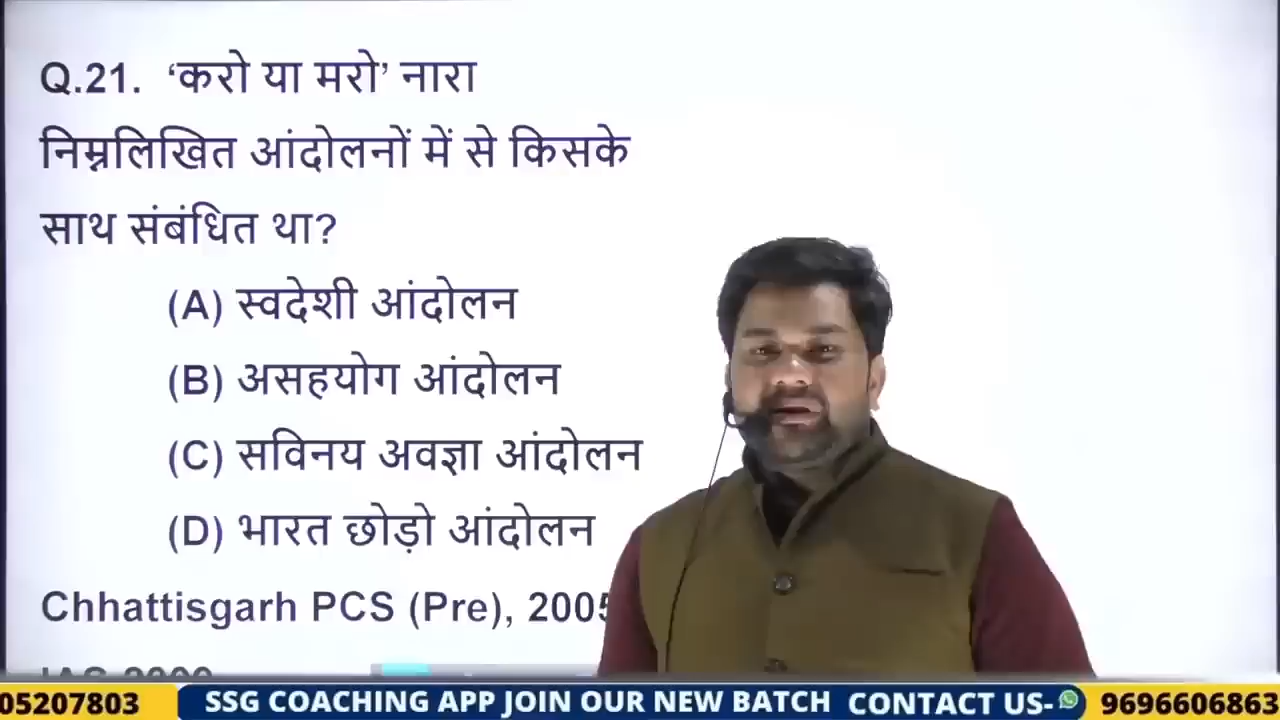 Q.21. ‘करो या मरो’ नारा
निम्नलिखित आंदोलनों में से किसके
साथ संबंधित था?
(A) स्वदेशी आंदोलन
(B) असहयोग आंदोलन
(C) सविनय अवज्ञा आंदोलन
(D) भारत छोड़ो आंदोलन
Chhattisgarh PCS (Pre), 2005
05207803 SSG COACHING APP JOIN OUR NEW BATCH CONTACT US- 9696606863